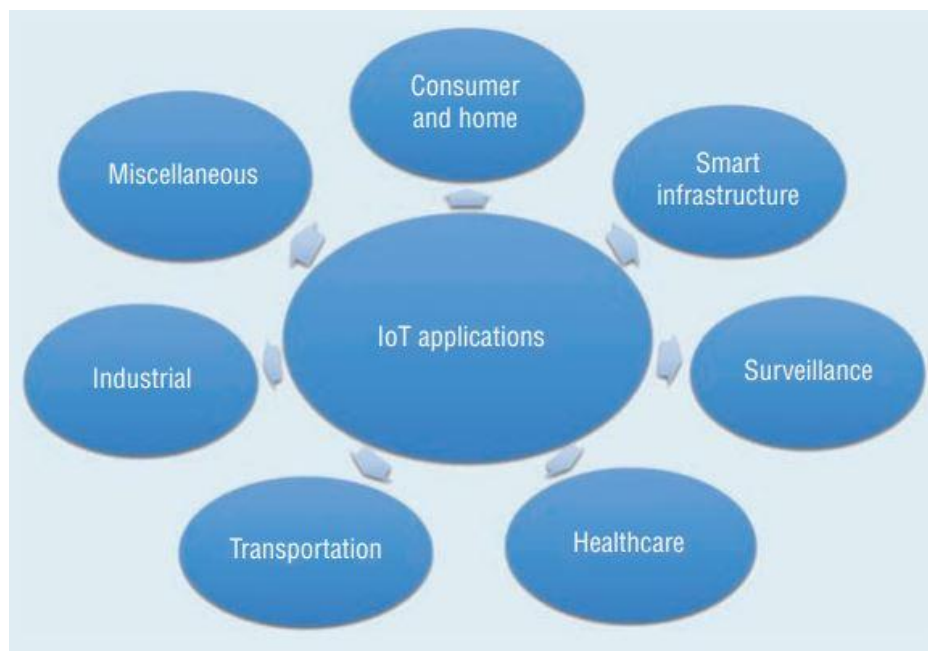 Consumer
and home
Smart
infrastructure
Miscellaneous
IoT applications
Surveillance
Industrial
Healthcare
Transportation